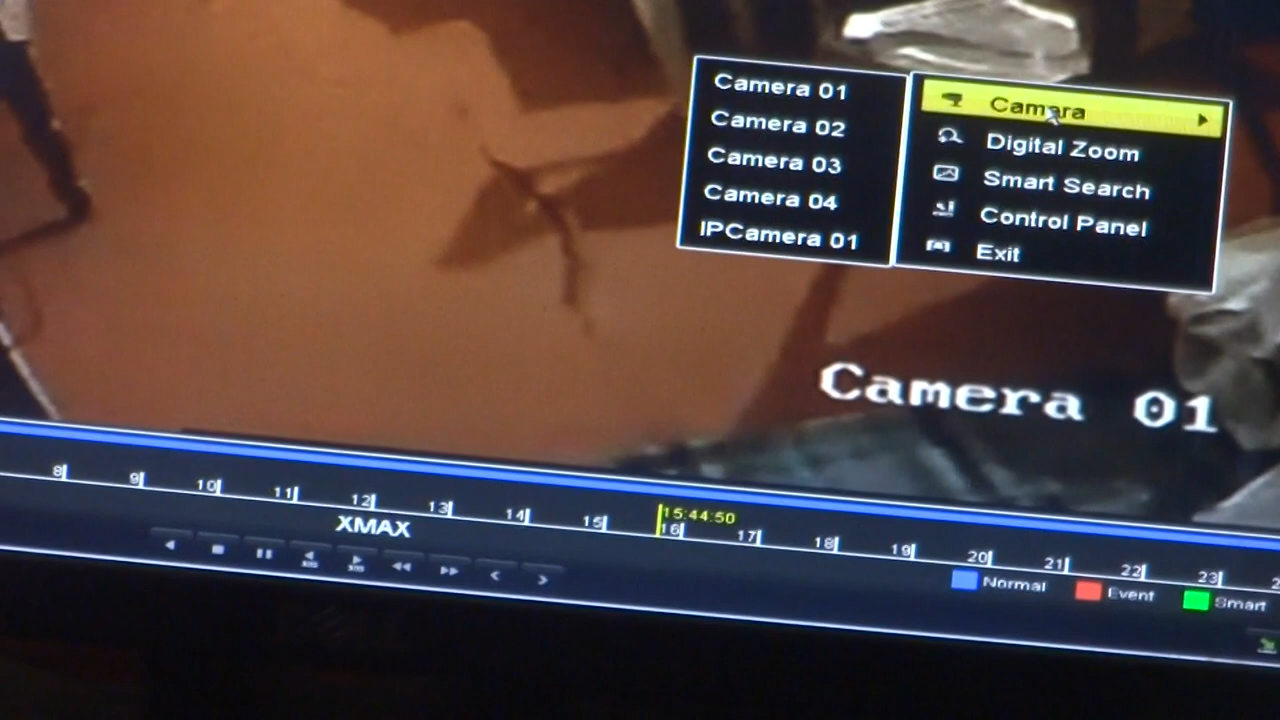 Camera 01
Camera 02
Camera 03
Camera 04
IPCamera 01
Camera
Digital Zoom
Smart Search
Control Panel
Exit
Camera 01
15:44:50
8 9 10 11 12 13 14 15 16 17 18 19 20 21 22 23
XMAX
Normal Event Smart